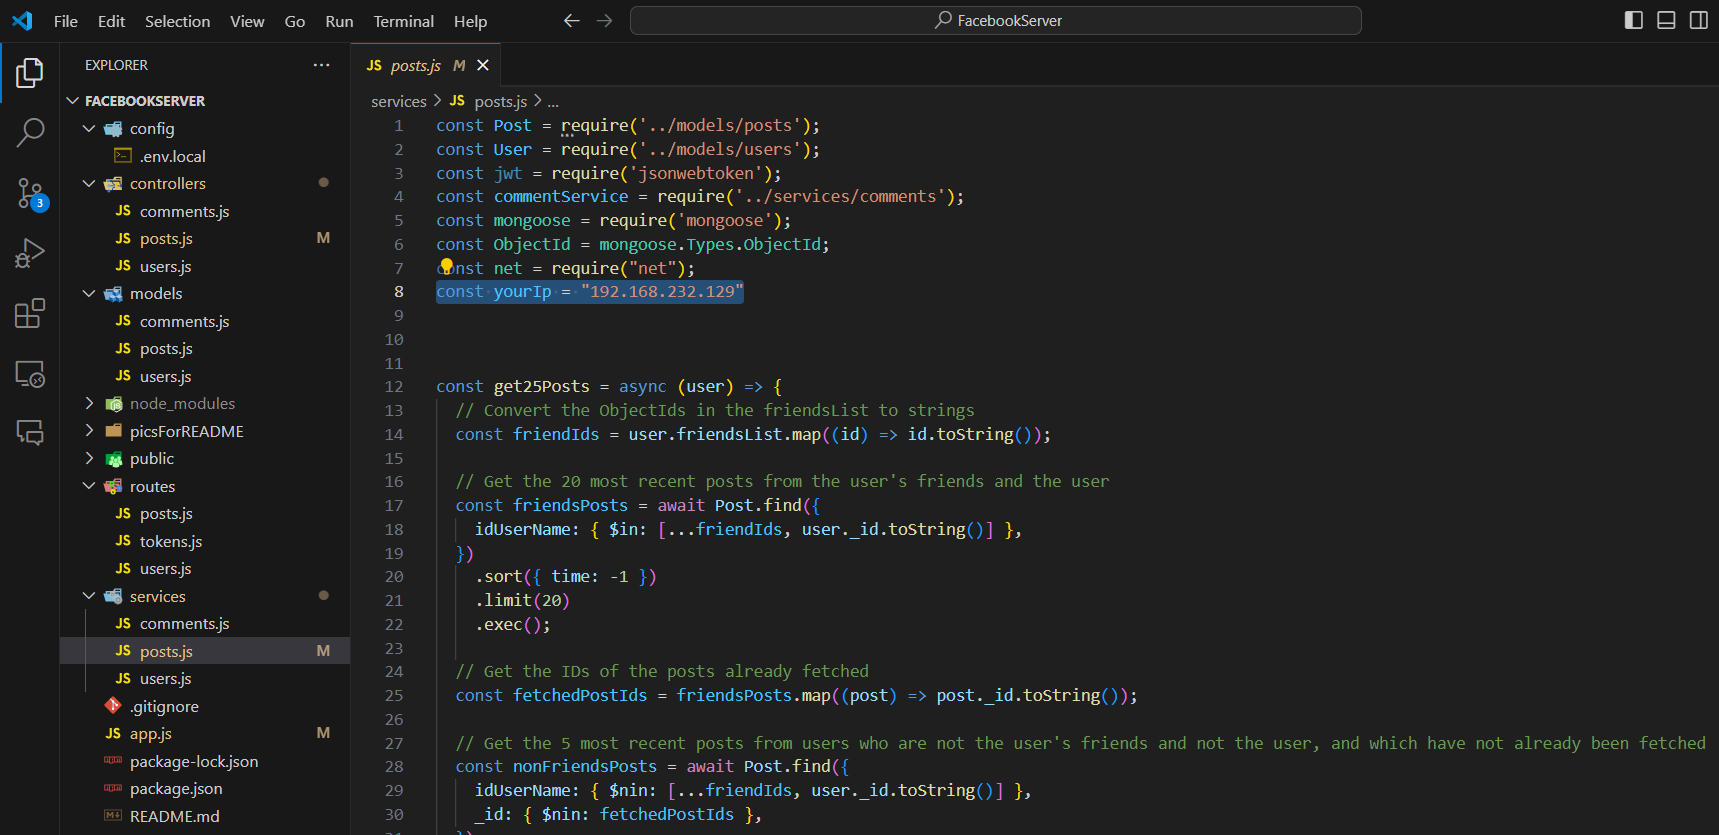 File Edit Selection View Go Run Terminal Help FacebookServer
EXPLORER ...
FACEBOOKSERVER
config
.env.local
controllers
JS comments.js
JS posts.js M
JS users.js
models
JS comments.js
JS posts.js
JS users.js
node_modules
picsForREADME
public
routes
JS posts.js
JS tokens.js
JS users.js
services
JS comments.js
JS posts.js M
JS users.js
.gitignore
JS app.js M
package-lock.json
package.json
README.md
3
JS posts.js M
services > JS posts.js > ...
1 const Post = require('../models/posts');
2 const User = require('../models/users');
3 const jwt = require('jsonwebtoken');
4 const commentService = require('../services/comments');
5 const mongoose = require('mongoose');
6 const ObjectId = mongoose.Types.ObjectId;
7 const net = require("net");
8 const yourIp = "192.168.232.129"
9
10
11
12 const get25Posts = async (user) => {
13 // Convert the ObjectIds in the friendsList to strings
14 const friendIds = user.friendsList.map((id) => id.toString());
15
16 // Get the 20 most recent posts from the user's friends and the user
17 const friendsPosts = await Post.find({
18 idUserName: { $in: [...friendIds, user._id.toString()] },
19 })
20 .sort({ time: -1 })
21 .limit(20)
22 .exec();
23
24 // Get the IDs of the posts already fetched
25 const fetchedPostIds = friendsPosts.map((post) => post._id.toString());
26
27 // Get the 5 most recent posts from users who are not the user's friends and not the user, and which have not already been fetched
28 const nonFriendsPosts = await Post.find({
29 idUserName: { $nin: [...friendIds, user._id.toString()] },
30 _id: { $nin: fetchedPostIds },